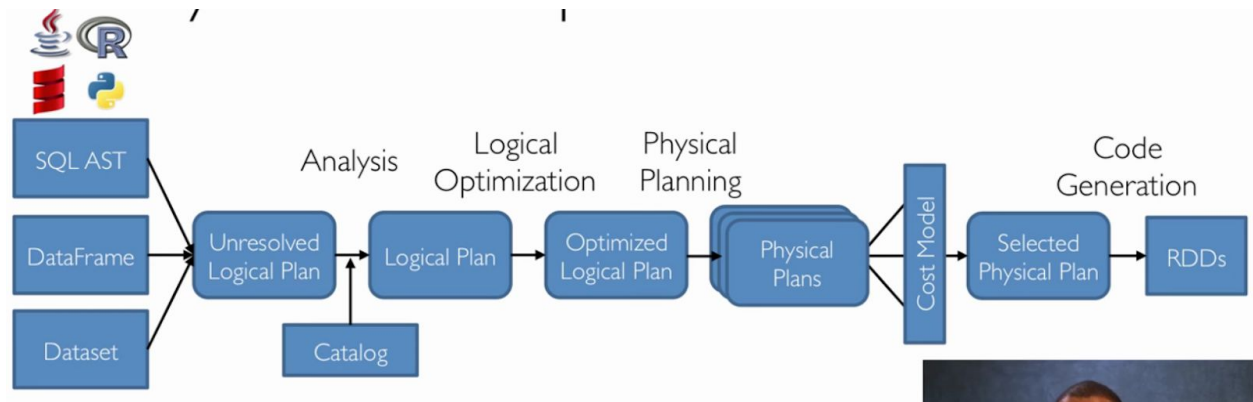 R
SQL AST
DataFrame
Dataset
Analysis
Unresolved
Logical Plan
Catalog
Logical Plan
Logical
Optimization
Optimized
Logical Plan
Physical
Planning
Physical
Plans
Cost Model
Selected
Physical Plan
Code
Generation
RDDs